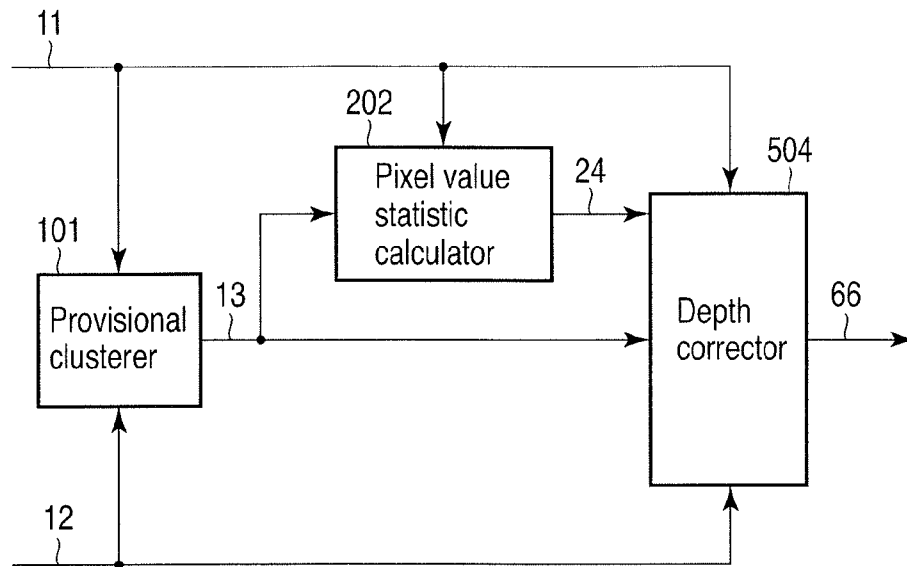 11
202
Pixel value
statistic
calculator
24
504
101
Provisional
clusterer
13
Depth
corrector
66
12